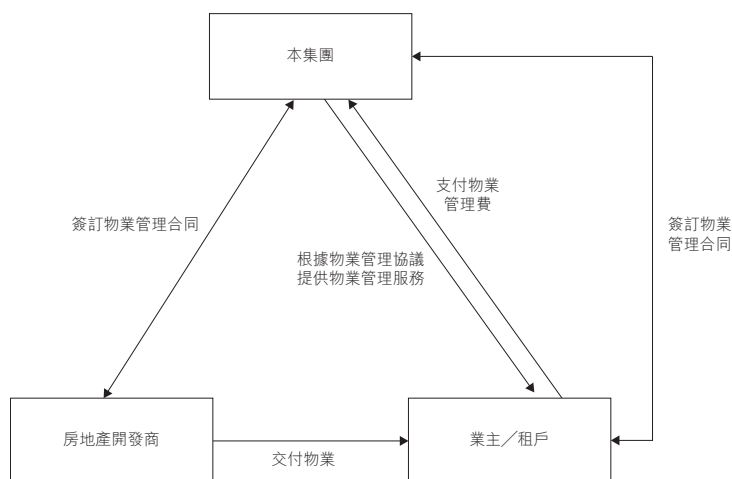 本集團
支付物業
管理費
簽訂物業管理合同
簽訂物業
管理合同
根據物業管理協議
提供物業管理服務
房地產開發商
業主／租戶
交付物業